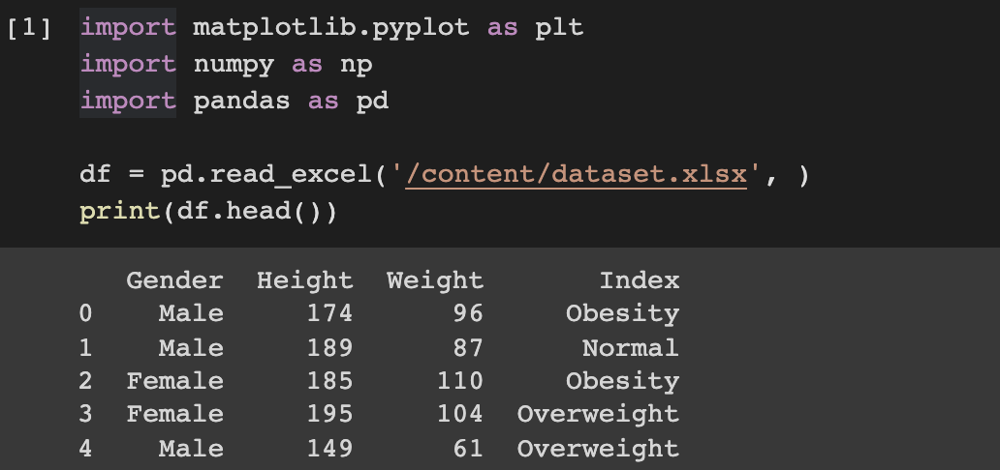 [1] import matplotlib.pyplot as plt
import numpy as np
import pandas as pd
df = pd.read_excel('/content/dataset.xlsx', )
print(df.head())
Gender Height Weight Index
0 Male 174 96 Obesity
1 Male 189 87 Normal
2 Female 185 110 Obesity
3 Female 195 104 Overweight
4 Male 149 61 Overweight